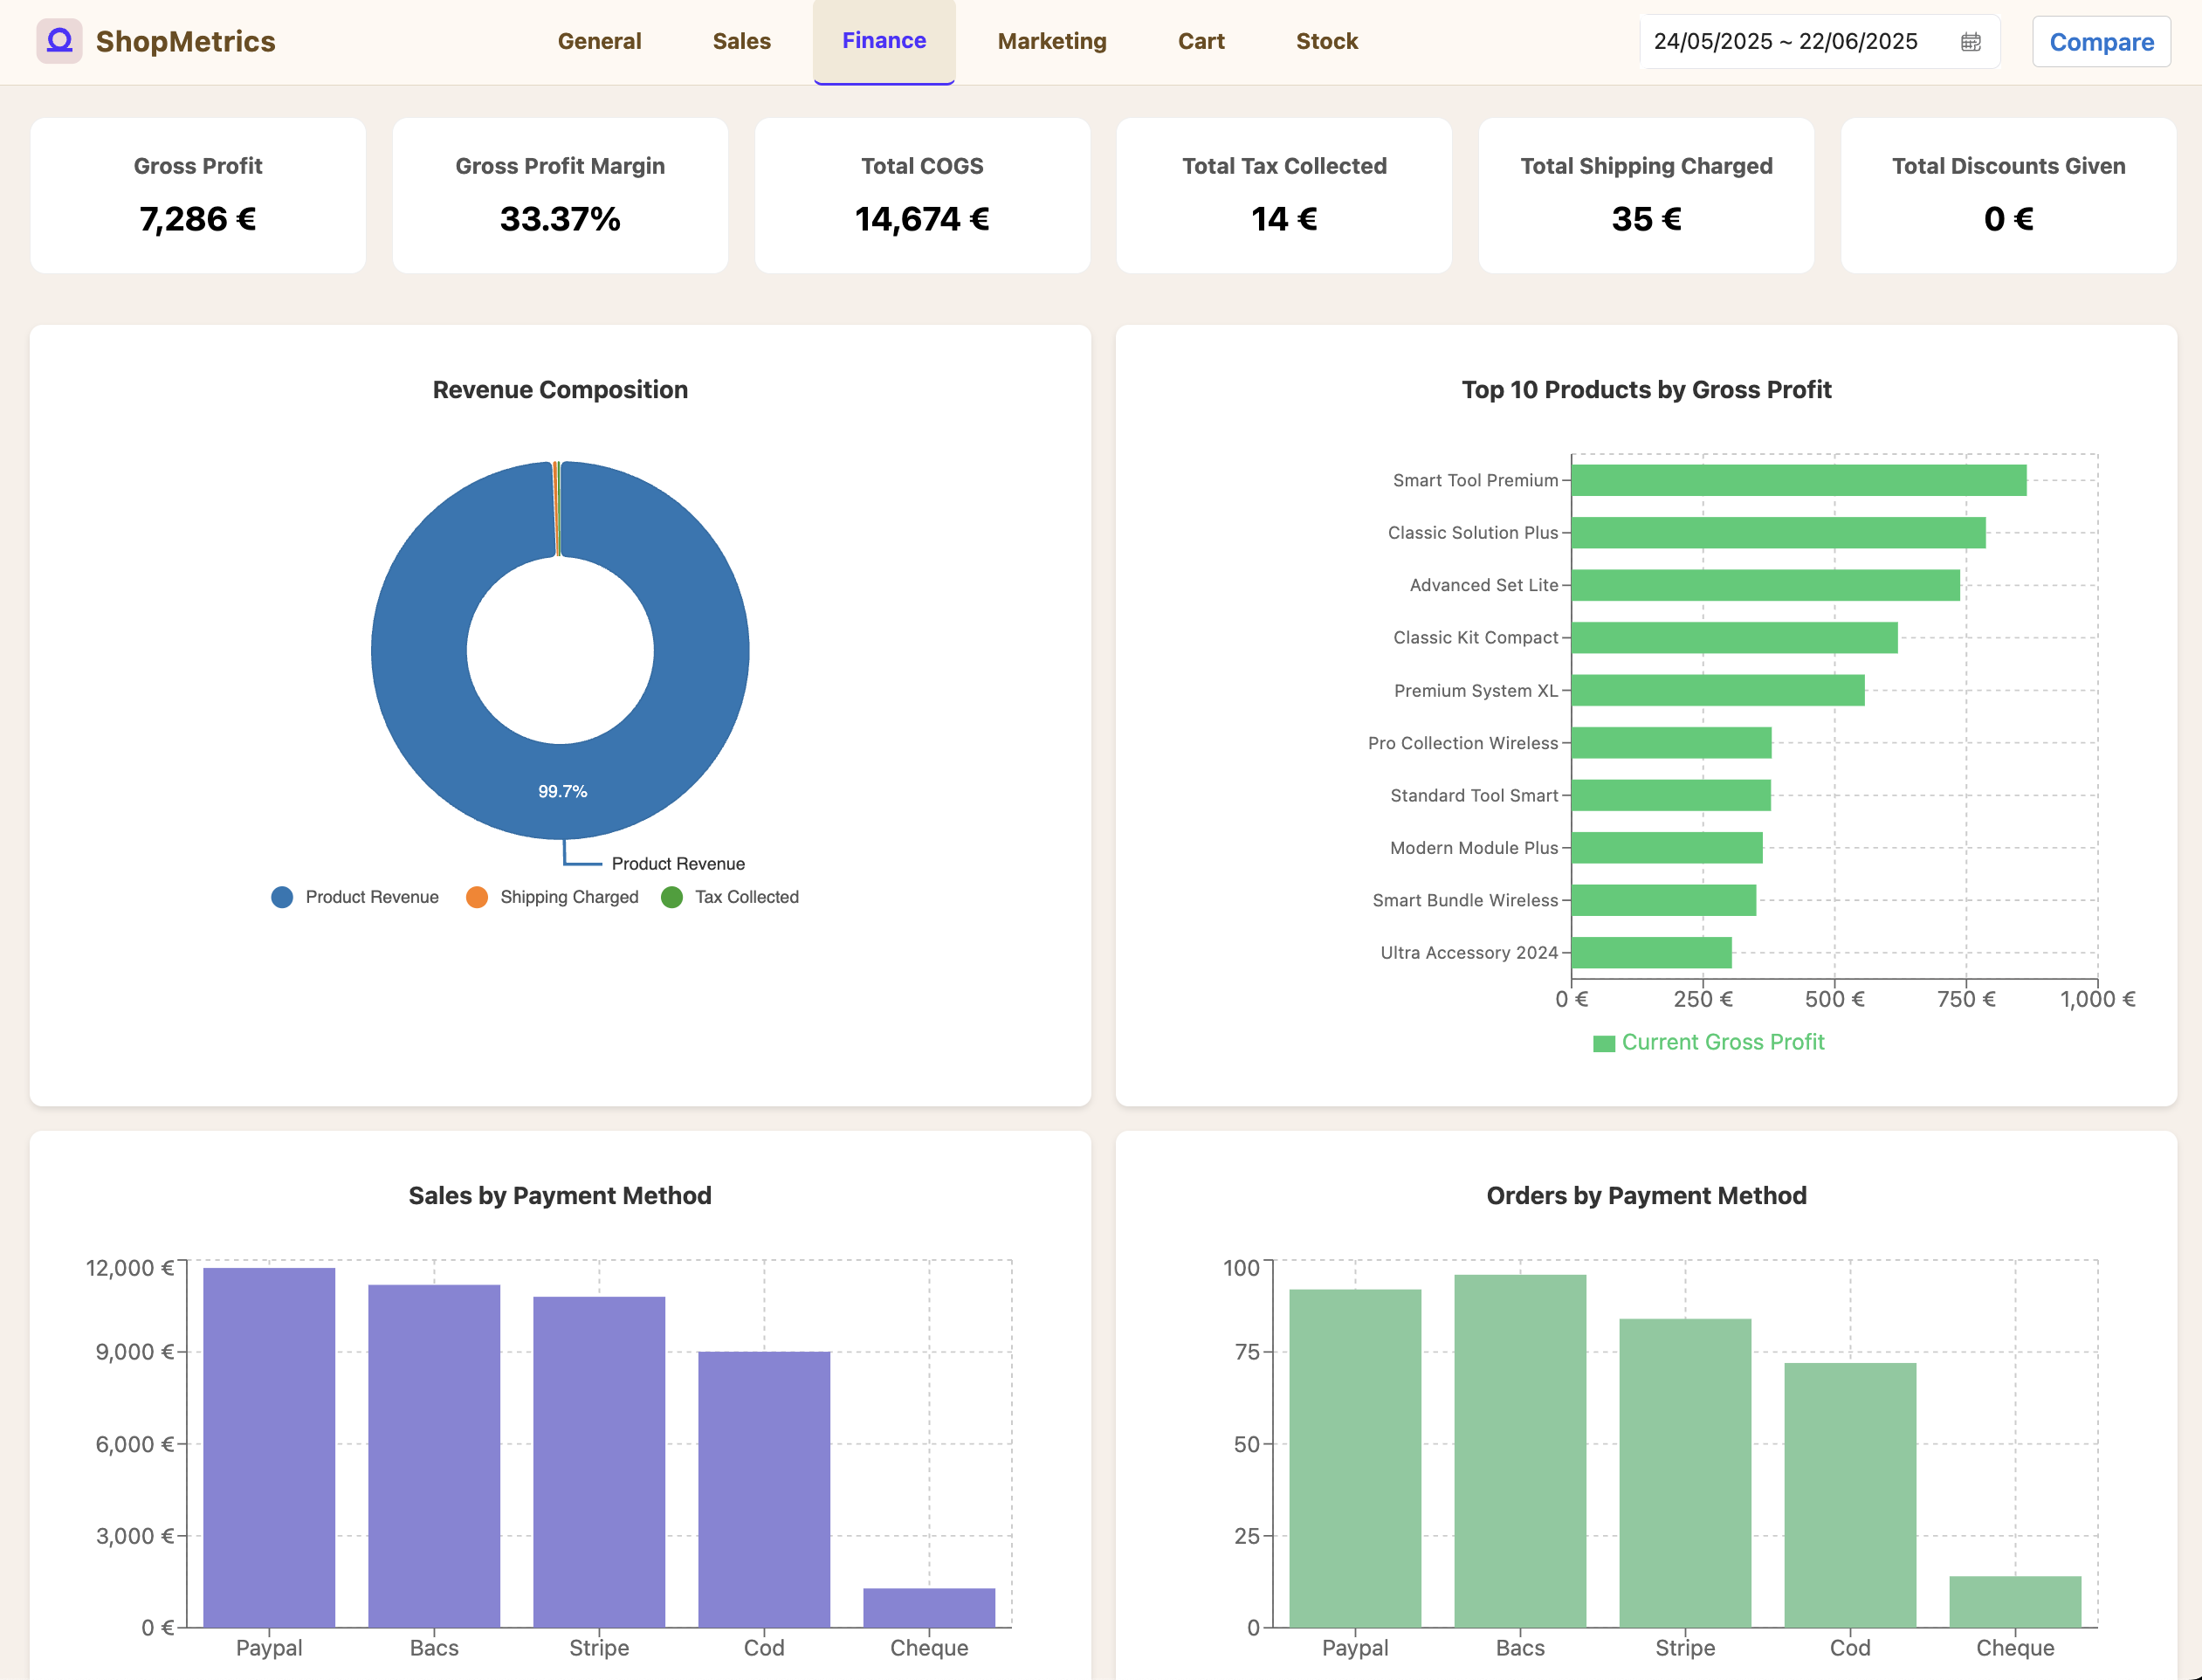 ShopMetrics
General Sales Finance Marketing Cart Stock
24/05/2025 ~ 22/06/2025
Compare
Gross Profit
7,286 €
Gross Profit Margin
33.37%
Total COGS
14,674 €
Total Tax Collected
14 €
Total Shipping Charged
35 €
Total Discounts Given
0 €
Revenue Composition
99.7%
Product Revenue
Product Revenue Shipping Charged Tax Collected
Top 10 Products by Gross Profit
Smart Tool Premium
Classic Solution Plus
Advanced Set Lite
Classic Kit Compact
Premium System XL
Pro Collection Wireless
Standard Tool Smart
Modern Module Plus
Smart Bundle Wireless
Ultra Accessory 2024
0 € 250 € 500 € 750 € 1,000 €
Current Gross Profit
Sales by Payment Method
12,000 €
9,000 €
6,000 €
3,000 €
0 €
Paypal Bacs Stripe Cod Cheque
Orders by Payment Method
100
75
50
25
0
Paypal Bacs Stripe Cod Cheque